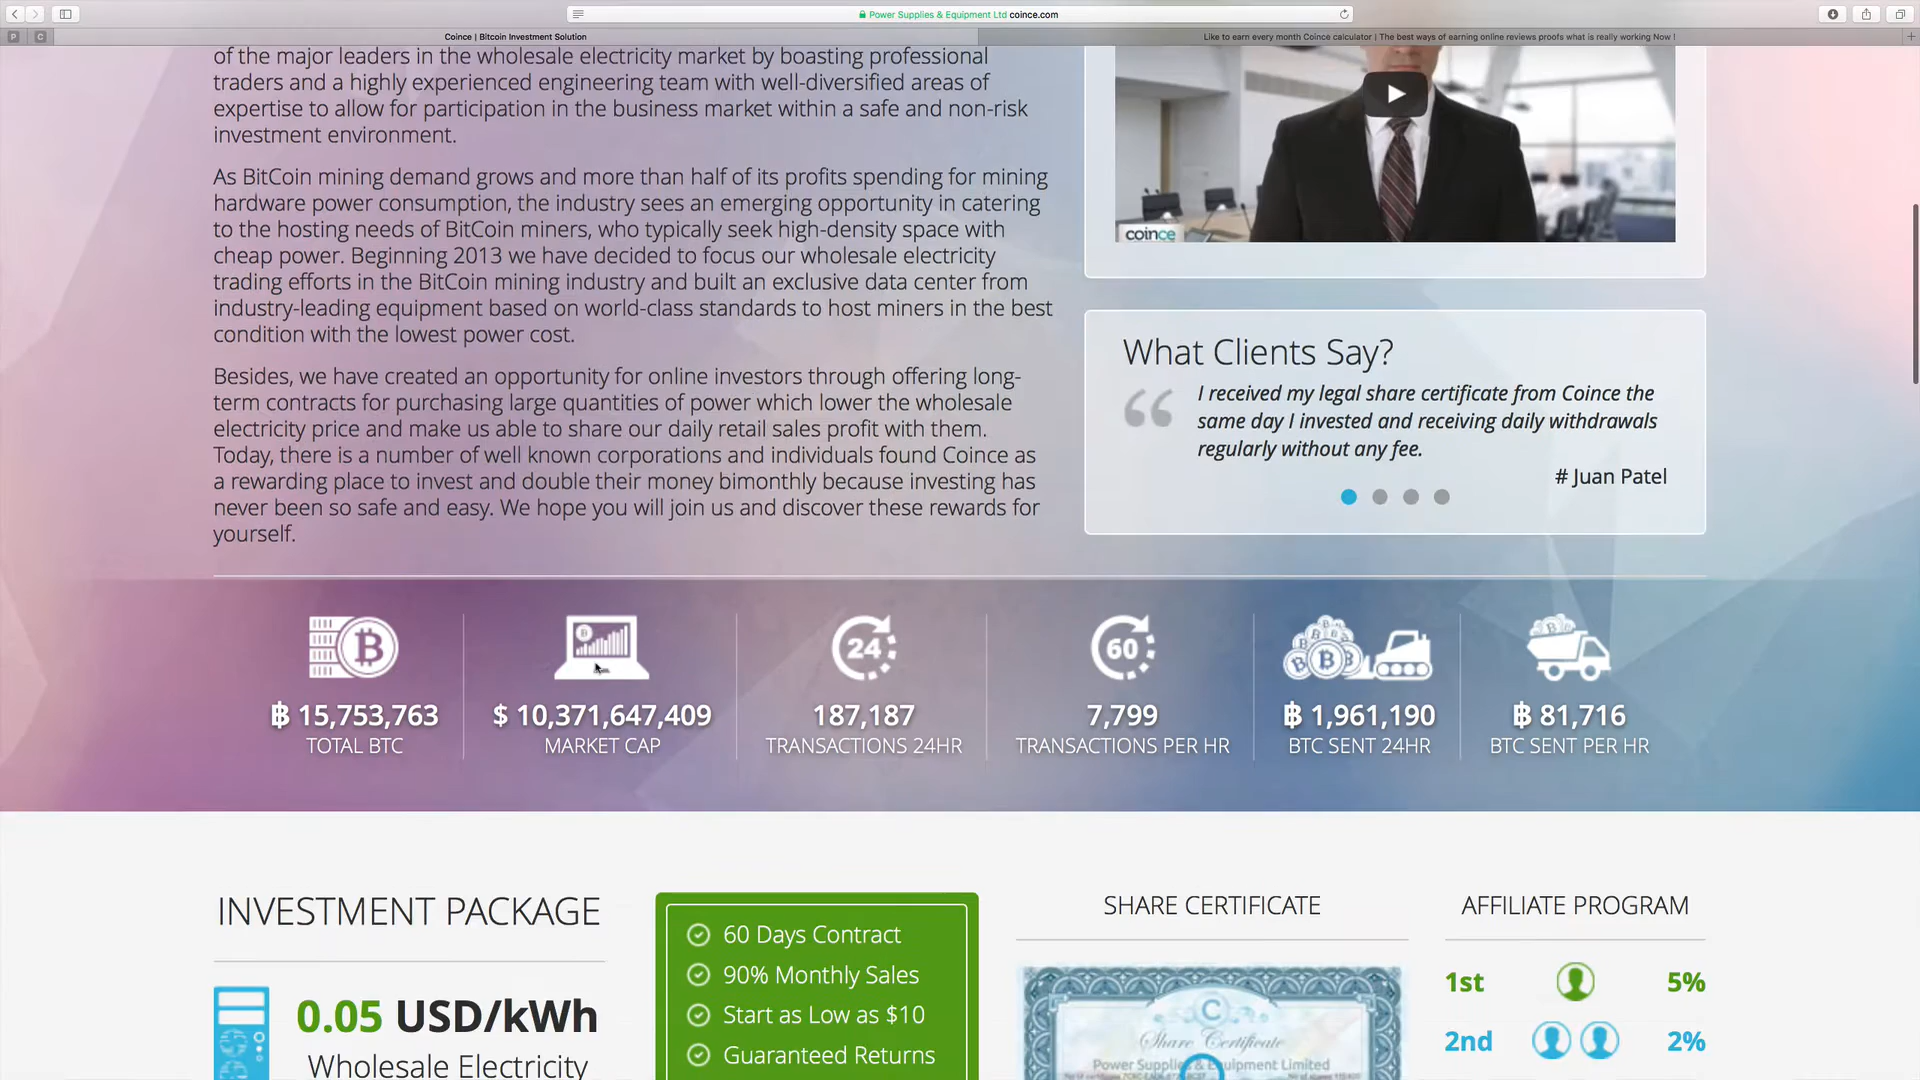 Power Supplies & Equipment Ltd coince.com
P
C
Coince | Bitcoin Investment Solution
Like to earn every month Coince calculator | The best ways of earning online reviews proofs what is really working Now !
of the major leaders in the wholesale electricity market by boasting professional
traders and a highly experienced engineering team with well-diversified areas of
expertise to allow for participation in the business market within a safe and non-risk
investment environment.
As BitCoin mining demand grows and more than half of its profits spending for mining
hardware power consumption, the industry sees an emerging opportunity in catering
to the hosting needs of BitCoin miners, who typically seek high-density space with
cheap power. Beginning 2013 we have decided to focus our wholesale electricity
trading efforts in the BitCoin mining industry and built an exclusive data center from
industry-leading equipment based on world-class standards to host miners in the best
condition with the lowest power cost.
Besides, we have created an opportunity for online investors through offering long-
term contracts for purchasing large quantities of power which lower the wholesale
electricity price and make us able to share our daily retail sales profit with them.
Today, there is a number of well known corporations and individuals found Coince as
a rewarding place to invest and double their money bimonthly because investing has
never been so safe and easy. We hope you will join us and discover these rewards for
yourself.
coince
What Clients Say?
I received my legal share certificate from Coince the
same day I invested and receiving daily withdrawals
regularly without any fee.
# Juan Patel
24
60
฿ 15,753,763
TOTAL BTC
$ 10,371,647,409
MARKET CAP
187,187
TRANSACTIONS 24HR
7,799
TRANSACTIONS PER HR
฿ 1,961,190
BTC SENT 24HR
฿ 81,716
BTC SENT PER HR
INVESTMENT PACKAGE
0.05 USD/kWh
Wholesale Electricity
60 Days Contract
90% Monthly Sales
Start as Low as $10
Guaranteed Returns
SHARE CERTIFICATE
C
Share Certificate
Power Supplies & Equipment Limited
AFFILIATE PROGRAM
1st 5%
2nd 2%